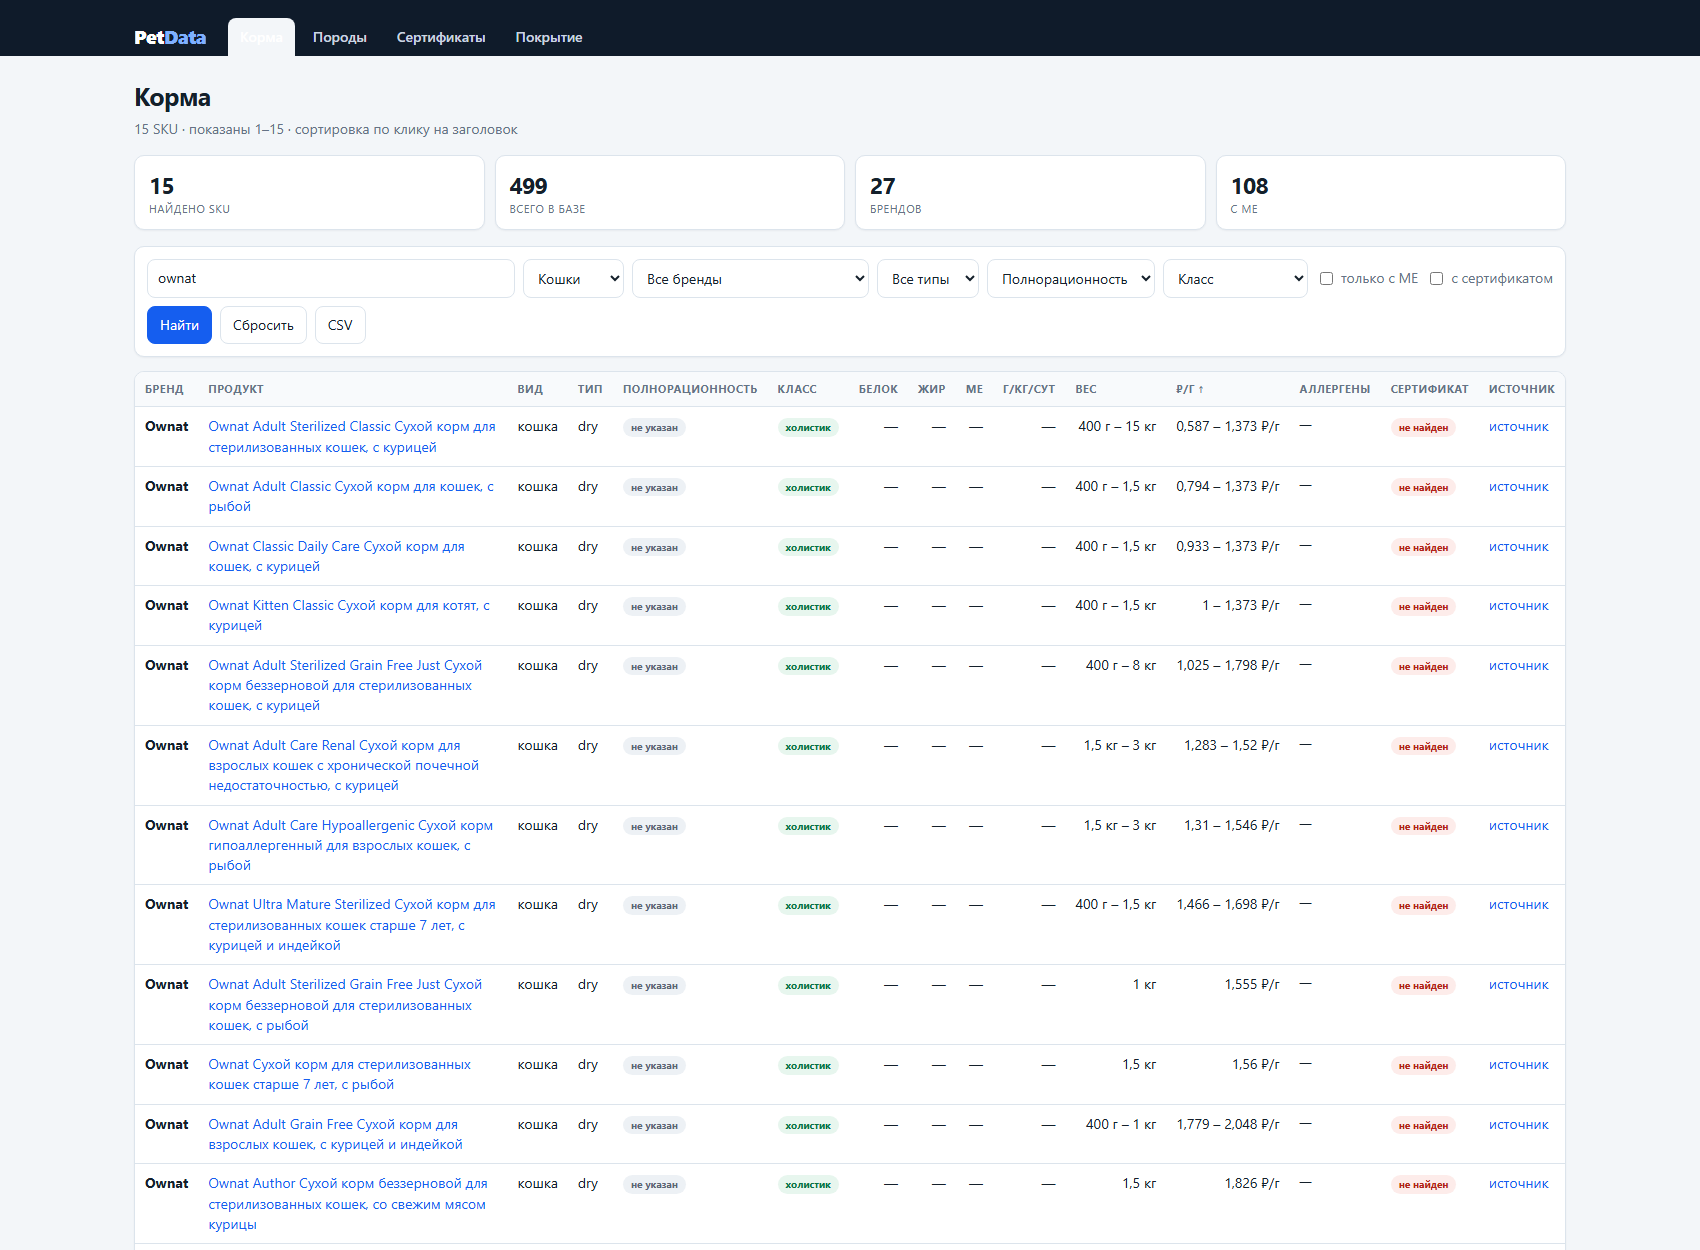 PetData Корма Породы Сертификаты Покрытие
Корма
15 SKU · показаны 1–15 · сортировка по клику на заголовок
15
НАЙДЕНО SKU
499
ВСЕГО В БАЗЕ
27
БРЕНДОВ
108
С МЕ
ownat Кошки Все бренды Все типы Полнорационность Класс только с МЕ с сертификатом
Найти Сбросить CSV
БРЕНД ПРОДУКТ ВИД ТИП ПОЛНОРАЦИОННОСТЬ КЛАСС БЕЛОК ЖИР МЕ Г/КГ/СУТ ВЕС ₽/Г ↑ АЛЛЕРГЕНЫ СЕРТИФИКАТ ИСТОЧНИК
Ownat Ownat Adult Sterilized Classic Сухой корм для кошка dry не указан холистик — — — — 400 г – 15 кг 0,587 – 1,373 ₽/г — не найден источник
стерилизованных кошек, с курицей
Ownat Ownat Adult Classic Сухой корм для кошек, с кошка dry не указан холистик — — — — 400 г – 1,5 кг 0,794 – 1,373 ₽/г — не найден источник
рыбой
Ownat Ownat Classic Daily Care Сухой корм для кошка dry не указан холистик — — — — 400 г – 1,5 кг 0,933 – 1,373 ₽/г — не найден источник
кошек, с курицей
Ownat Ownat Kitten Classic Сухой корм для котят, с кошка dry не указан холистик — — — — 400 г – 1,5 кг 1 – 1,373 ₽/г — не найден источник
курицей
Ownat Ownat Adult Sterilized Grain Free Just Сухой кошка dry не указан холистик — — — — 400 г – 8 кг 1,025 – 1,798 ₽/г — не найден источник
корм беззерновой для стерилизованных
кошек, с курицей
Ownat Ownat Adult Care Renal Сухой корм для кошка dry не указан холистик — — — — 1,5 кг – 3 кг 1,283 – 1,52 ₽/г — не найден источник
взрослых кошек с хронической почечной
недостаточностью, с курицей
Ownat Ownat Adult Care Hypoallergenic Сухой корм кошка dry не указан холистик — — — — 1,5 кг – 3 кг 1,31 – 1,546 ₽/г — не найден источник
гипоаллергенный для взрослых кошек, с
рыбой
Ownat Ownat Ultra Mature Sterilized Сухой корм для кошка dry не указан холистик — — — — 400 г – 1,5 кг 1,466 – 1,698 ₽/г — не найден источник
стерилизованных кошек старше 7 лет, с
курицей и индейкой
Ownat Ownat Adult Sterilized Grain Free Just Сухой кошка dry не указан холистик — — — — 1 кг 1,555 ₽/г — не найден источник
корм беззерновой для стерилизованных
кошек, с рыбой
Ownat Ownat Сухой корм для стерилизованных кошка dry не указан холистик — — — — 1,5 кг 1,56 ₽/г — не найден источник
кошек старше 7 лет, с рыбой
Ownat Ownat Adult Grain Free Сухой корм для кошка dry не указан холистик — — — — 400 г – 1 кг 1,779 – 2,048 ₽/г — не найден источник
взрослых кошек, с курицей и индейкой
Ownat Ownat Author Сухой корм беззерновой для кошка dry не указан холистик — — — — 1,5 кг 1,826 ₽/г — не найден источник
стерилизованных кошек, со свежим мясом
курицы